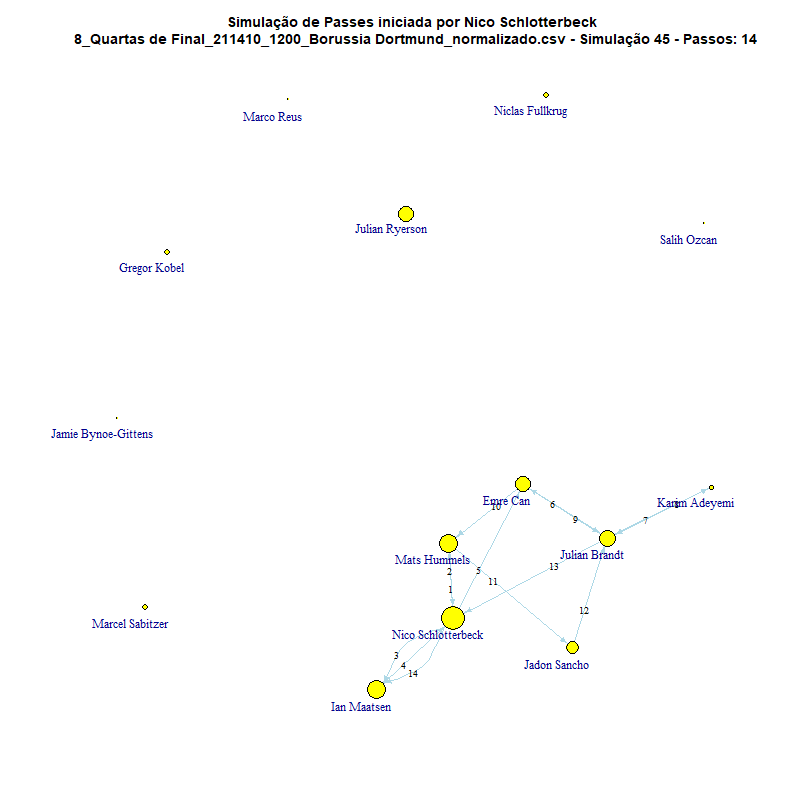 Simulação de Passes iniciada por Nico Schlotterbeck
8_Quartas de Final_211410_1200_Borussia Dortmund_normalizado.csv - Simulação 45 - Passos: 14
Marco Reus
Niclas Fullkrug
Julian Ryerson
Salih Ozcan
Gregor Kobel
Jamie Bynoe-Gittens
Emre Can
Karim Adeyemi
10
6
9
7
Julian Brandt
Mats Hummels
13
2
5
11
1
12
Marcel Sabitzer
Nico Schlotterbeck
3
4
14
Jadon Sancho
Ian Maatsen